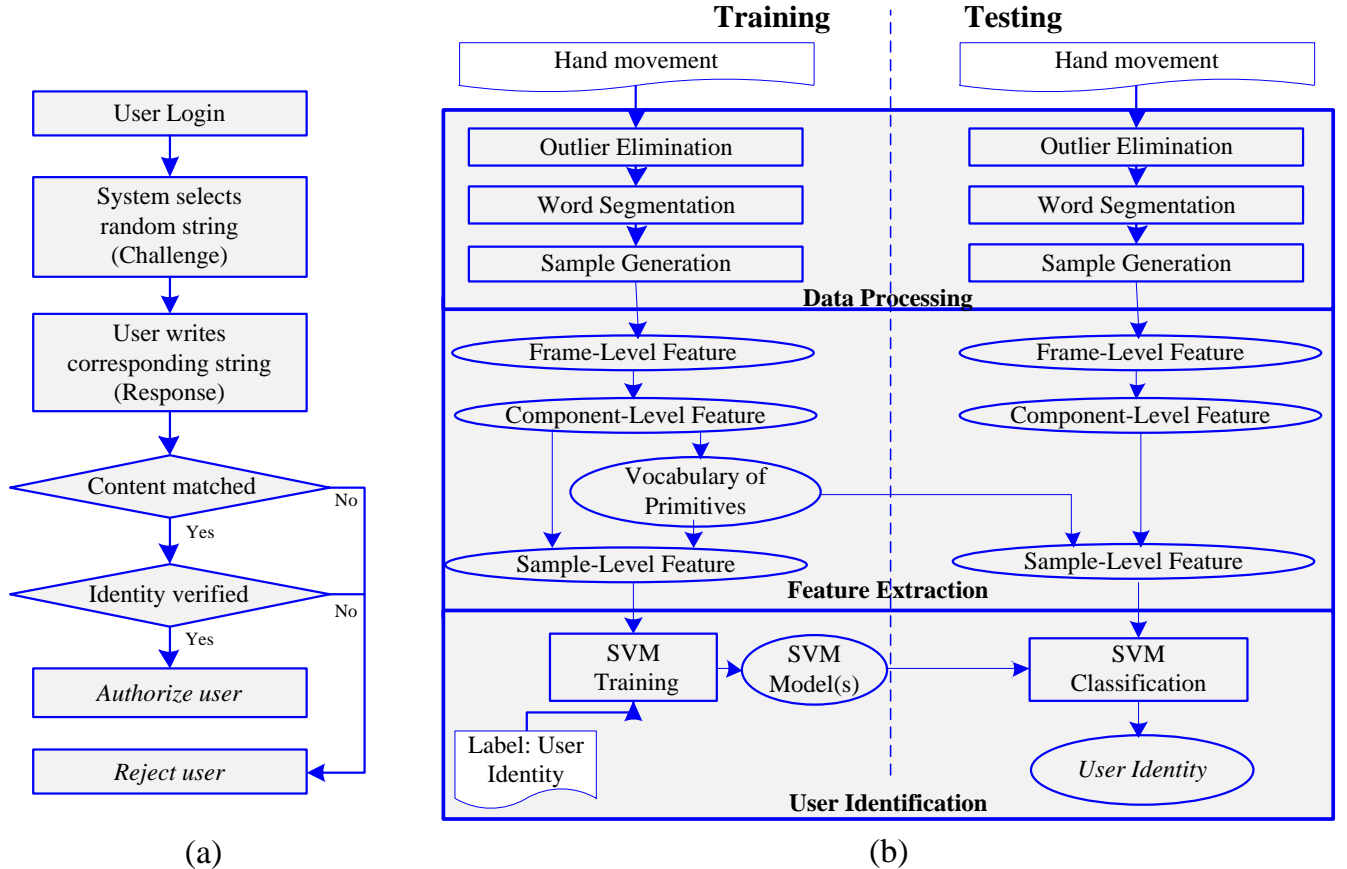 User Login
System selects
random string
(Challenge)
User writes
corresponding string
(Response)
Content matched
No
Yes
Identity verified
No
Yes
Authorize user
Reject user
(a)
Training
Testing
Hand movement
Hand movement
Outlier Elimination
Outlier Elimination
Word Segmentation
Word Segmentation
Sample Generation
Sample Generation
Data Processing
Frame-Level Feature
Frame-Level Feature
Component-Level Feature
Component-Level Feature
Vocabulary of
Primitives
Sample-Level Feature
Sample-Level Feature
Feature Extraction
SVM
Training
SVM
Model(s)
SVM
Classification
Label: User
Identity
User Identity
User Identification
(b)